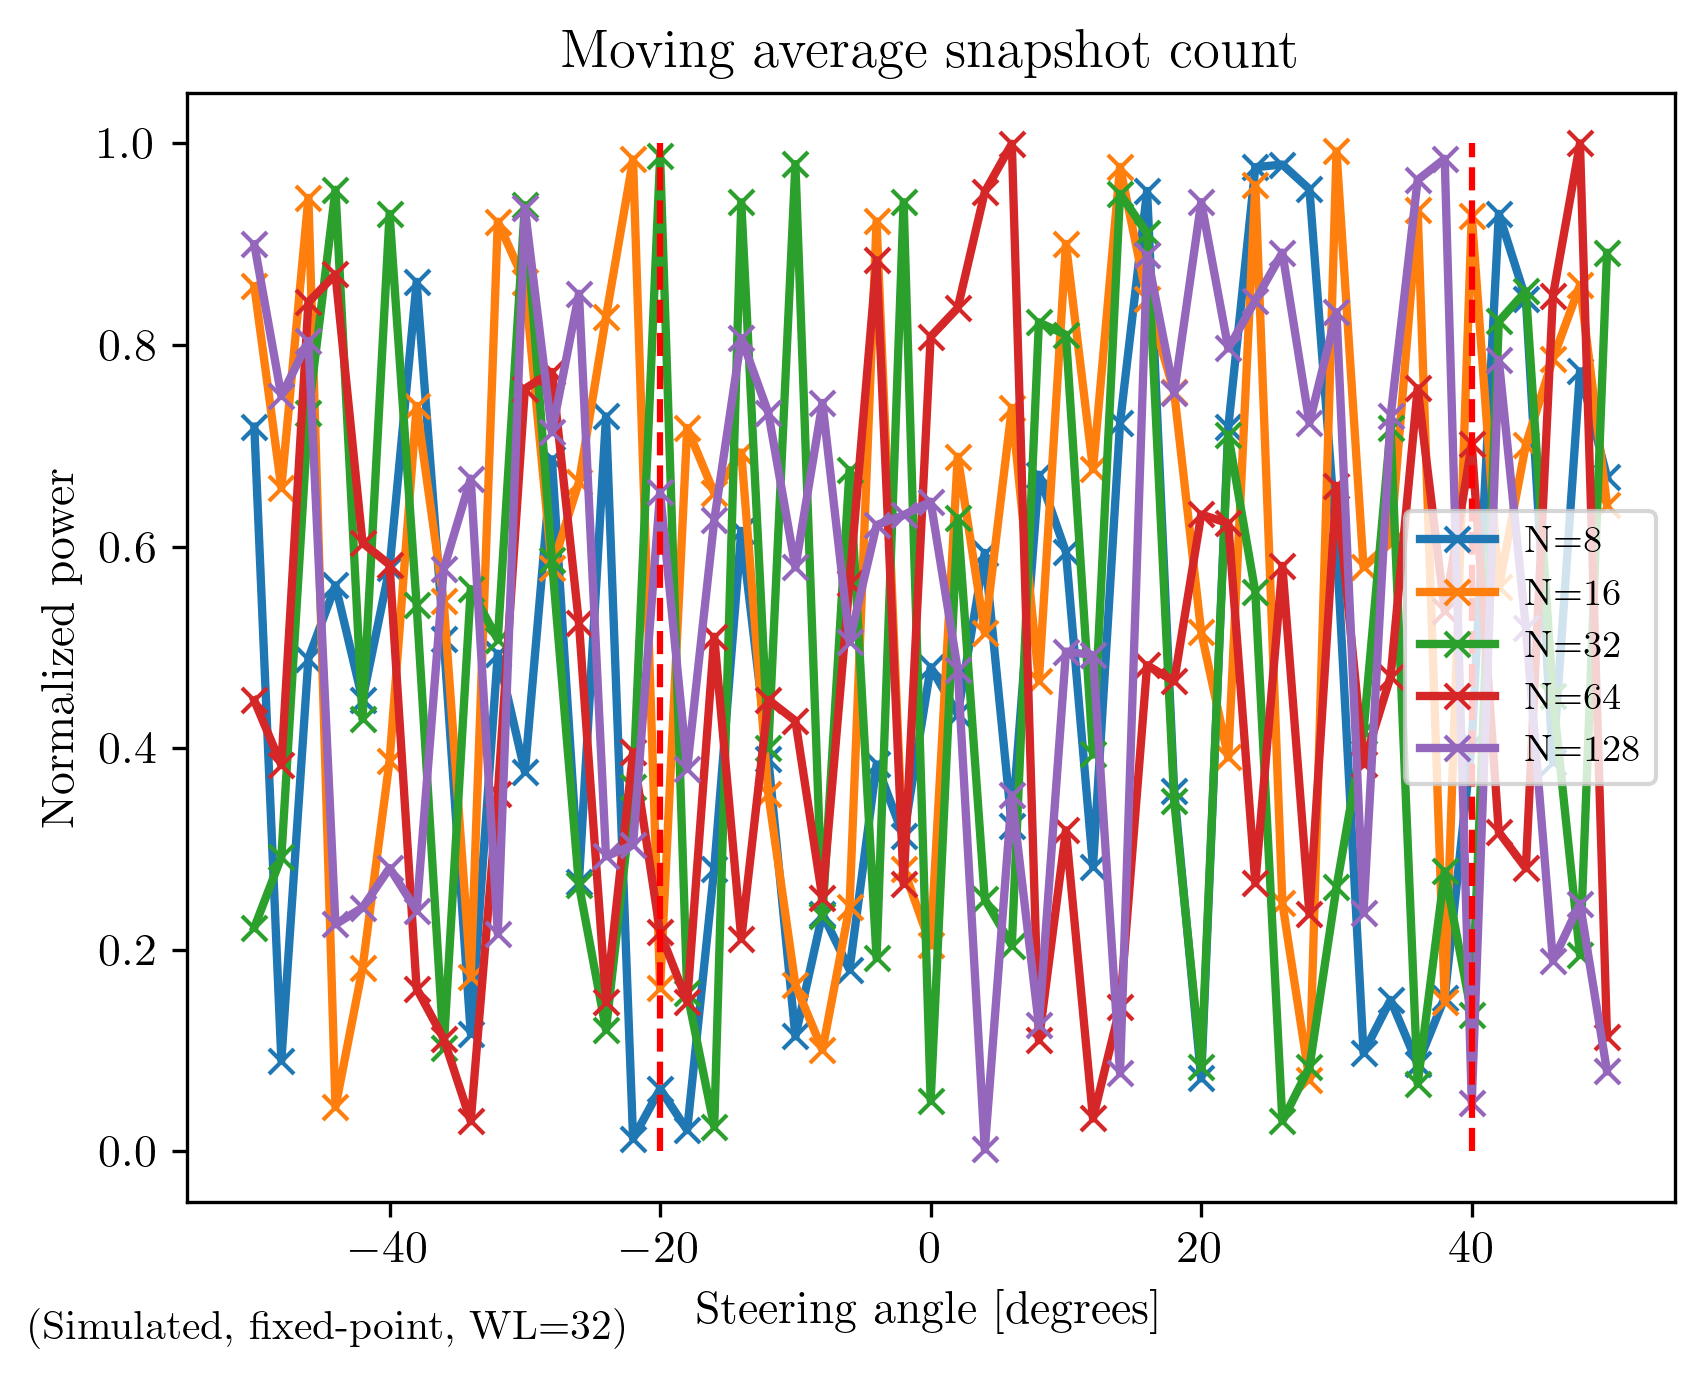 Moving average snapshot count
Normalized power
1.0
0.8
0.6
0.4
0.2
0.0
N=8
N=16
N=32
N=64
N=128
−40
−20
0
20
40
Steering angle [degrees]
(Simulated, fixed-point, WL=32)